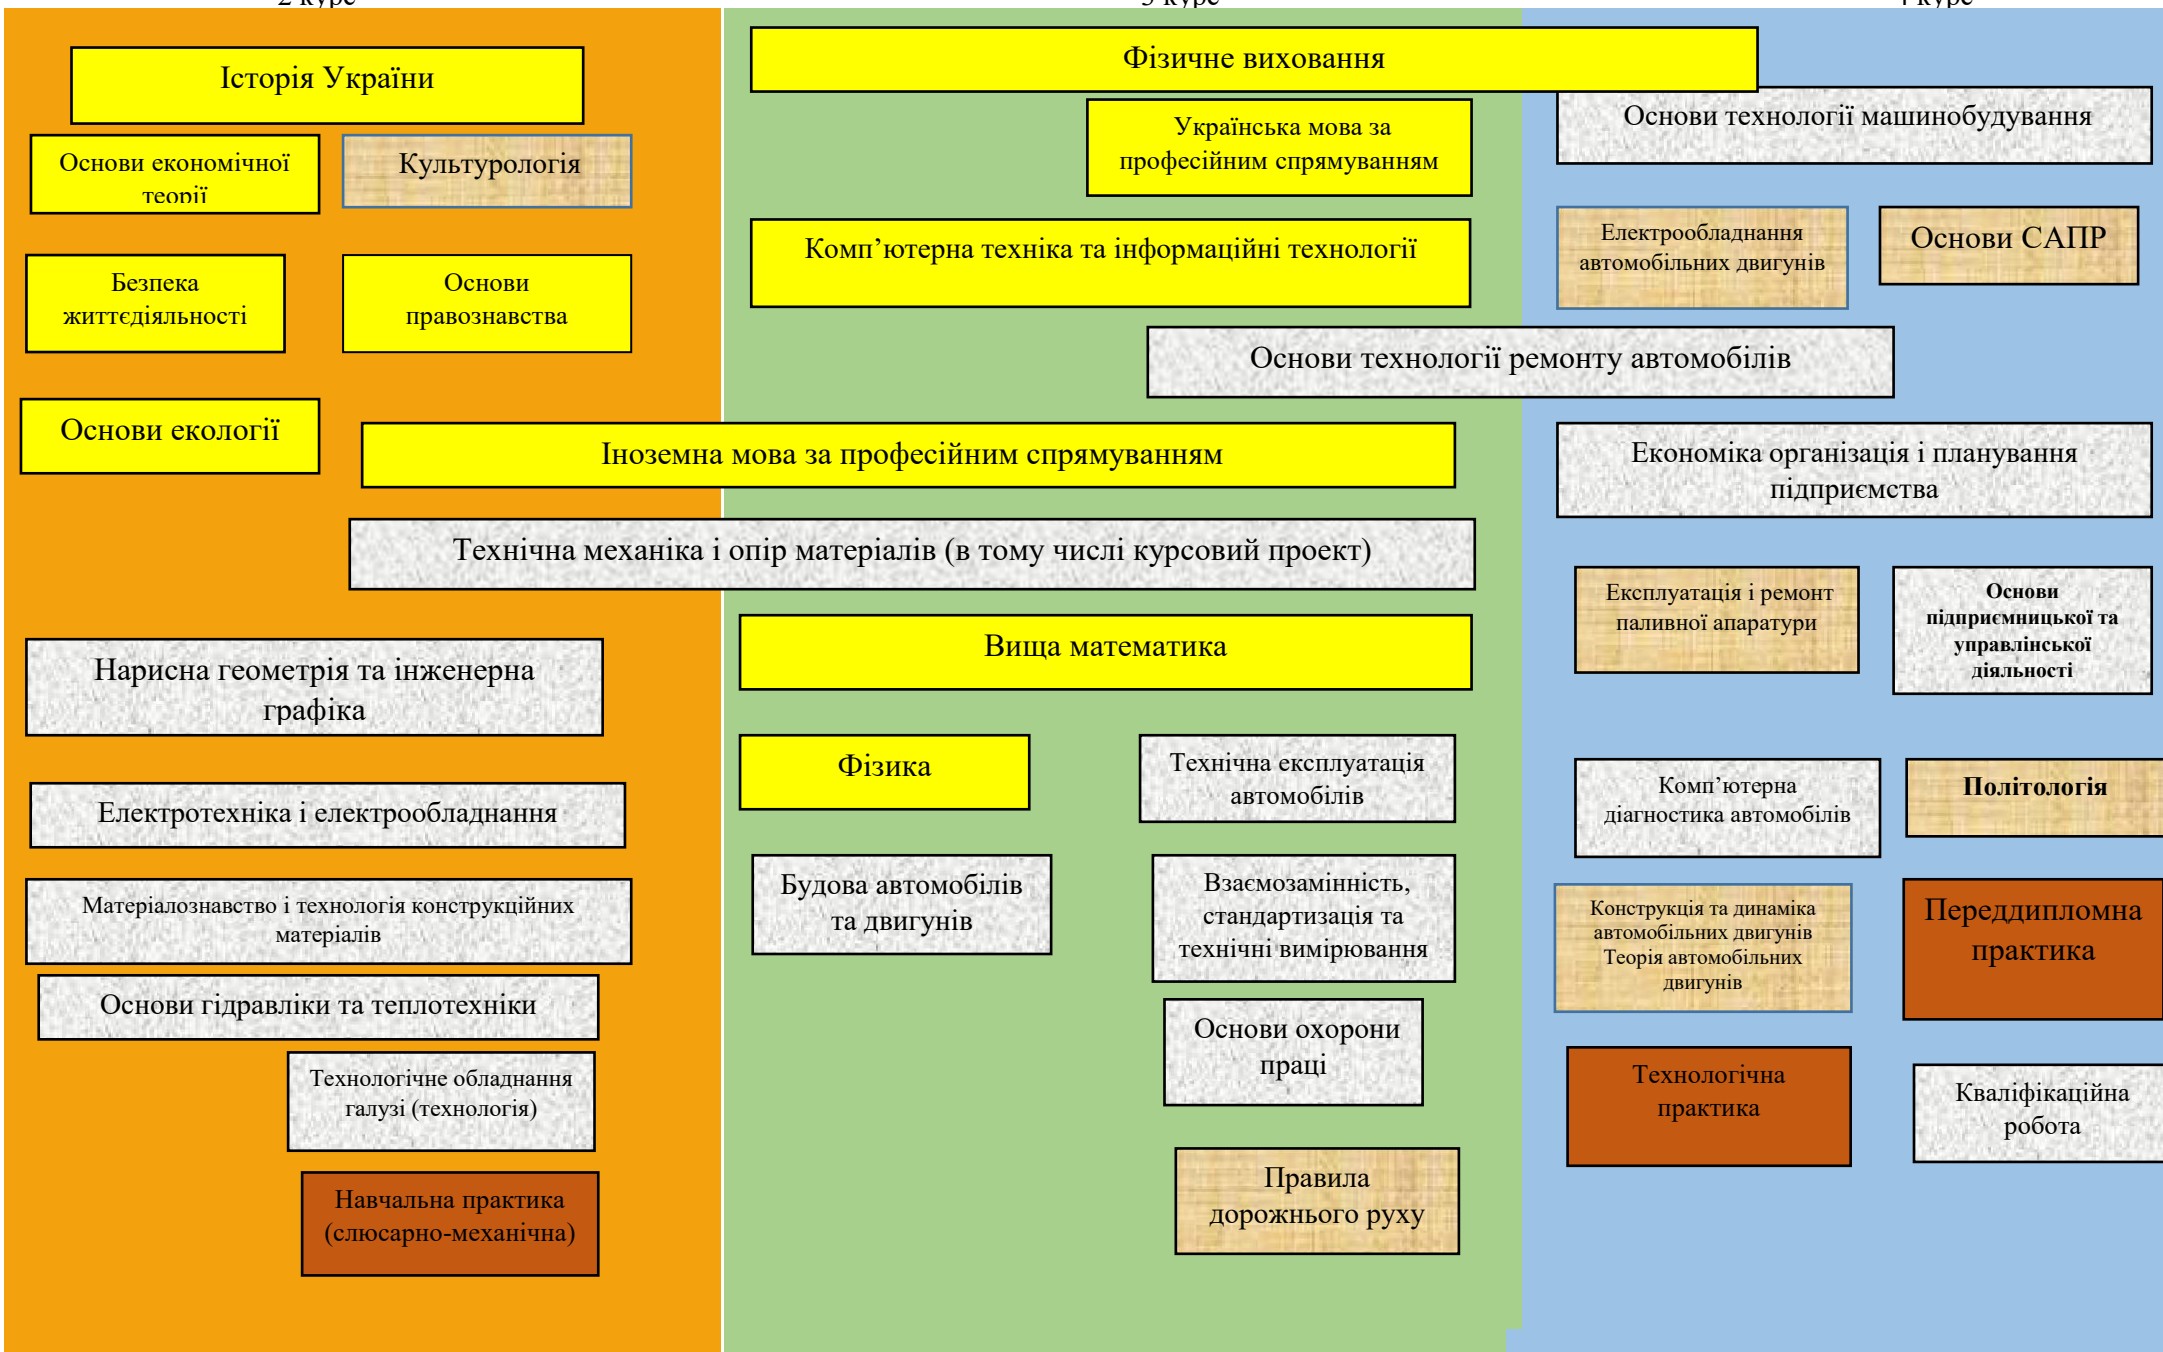 2 курс
3 курс
4 курс
Історія України
Основи економічної
теорії
Культурологія
Безпека
життєдіяльності
Основи
правознавства
Основи екології
Іноземна мова за професійним спрямуванням
Технічна механіка і опір матеріалів (в тому числі курсовий проект)
Нарисна геометрія та інженерна
графіка
Електротехніка і електрообладнання
Матеріалознавство і технологія конструкційних
матеріалів
Основи гідравліки та теплотехніки
Технологічне обладнання
галузі (технологія)
Навчальна практика
(слюсарно-механічна)
Фізичне виховання
Українська мова за
професійним спрямуванням
Комп’ютерна техніка та інформаційні технології
Основи технології ремонту автомобілів
Вища математика
Фізика
Технічна експлуатація
автомобілів
Будова автомобілів
та двигунів
Взаємозамінність,
стандартизація та
технічні вимірювання
Основи охорони
праці
Правила
дорожнього руху
Основи технології машинобудування
Електрообладнання
автомобільних двигунів
Основи САПР
Економіка організація і планування
підприємства
Експлуатація і ремонт
паливної апаратури
Основи
підприємницької та
управлінської
діяльності
Комп’ютерна
діагностика автомобілів
Політологія
Конструкція та динаміка
автомобільних двигунів
Теорія автомобільних
двигунів
Переддипломна
практика
Технологічна
практика
Кваліфікаційна
робота